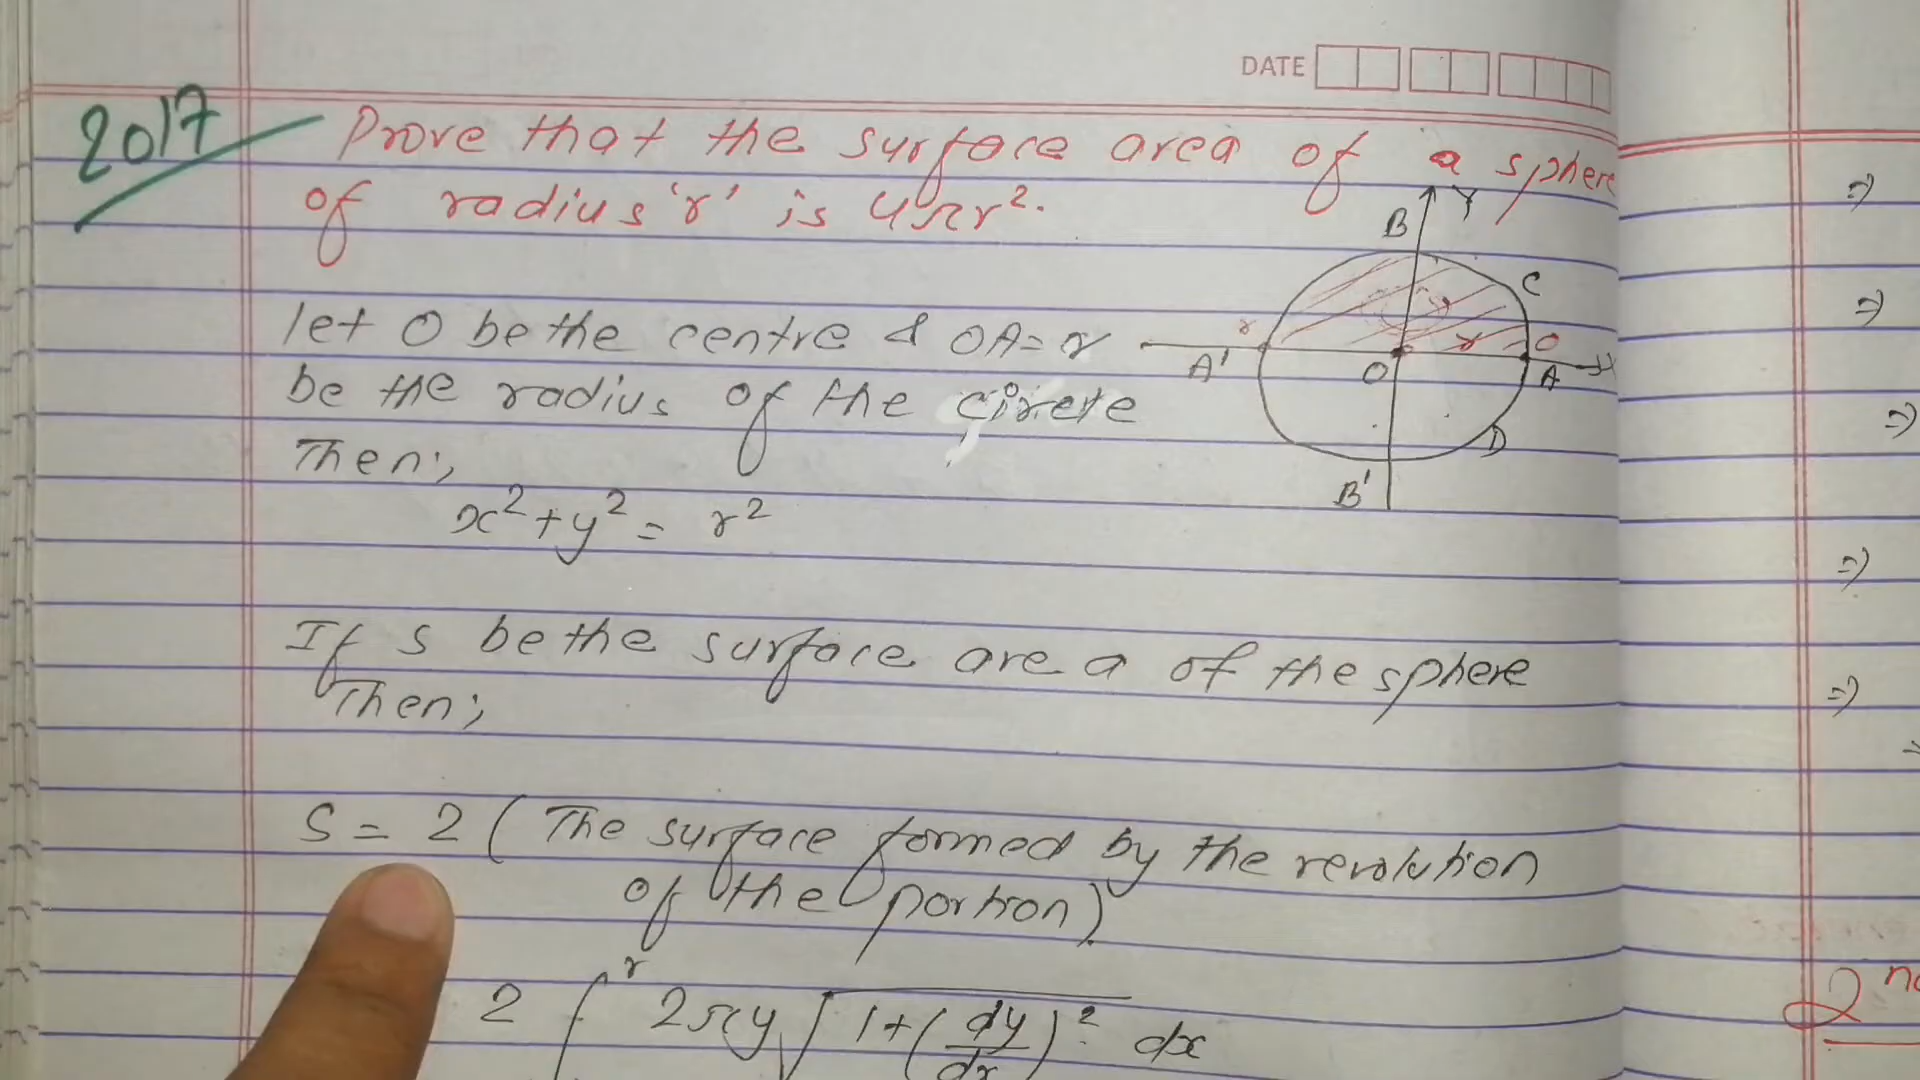 DATE
2017
Prove that the surface area of a sphere
of radius 'r' is 4πr².
B Y
C
let O be the centre & OA = r
r r O
A' O A X
be the radius of the circle
D
Then;
B'
x² + y² = r²
If S be the surface area of the sphere
Then;
S = 2 ( The surface formed by the revolution
of the portion )
2 ∫ʳ 2πy √1+(dy/dx)² dx
=)
=)
=)
=)
=)